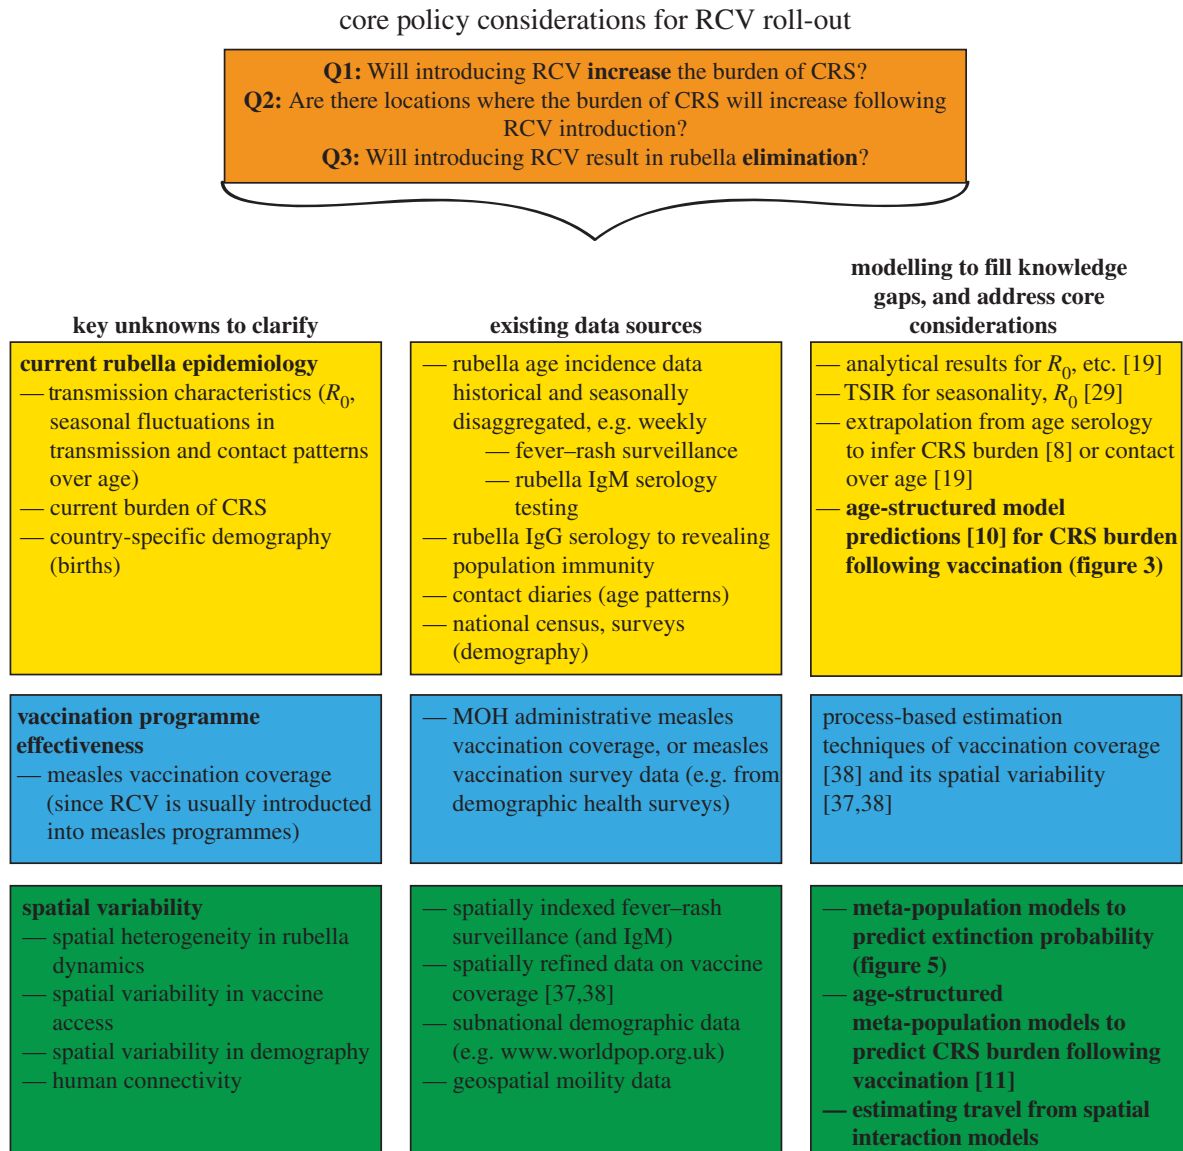 core policy considerations for RCV roll-out
Q1: Will introducing RCV increase the burden of CRS?
Q2: Are there locations where the burden of CRS will increase following
RCV introduction?
Q3: Will introducing RCV result in rubella elimination?
key unknowns to clarify
current rubella epidemiology
— transmission characteristics (R0,
seasonal fluctuations in
transmission and contact patterns
over age)
— current burden of CRS
— country-specific demography
(births)
existing data sources
— rubella age incidence data
historical and seasonally
disaggregated, e.g. weekly
— fever–rash surveillance
— rubella IgM serology
testing
— rubella IgG serology to revealing
population immunity
— contact diaries (age patterns)
— national census, surveys
(demography)
modelling to fill knowledge
gaps, and address core
considerations
— analytical results for R0, etc. [19]
— TSIR for seasonality, R0 [29]
— extrapolation from age serology
to infer CRS burden [8] or contact
over age [19]
— age-structured model
predictions [10] for CRS burden
following vaccination (figure 3)
vaccination programme
effectiveness
— measles vaccination coverage
(since RCV is usually introducted
into measles programmes)
— MOH administrative measles
vaccination coverage, or measles
vaccination survey data (e.g. from
demographic health surveys)
process-based estimation
techniques of vaccination coverage
[38] and its spatial variability
[37,38]
spatial variability
— spatial heterogeneity in rubella
dynamics
— spatial variability in vaccine
access
— spatial variability in demography
— human connectivity
— spatially indexed fever–rash
surveillance (and IgM)
— spatially refined data on vaccine
coverage [37,38]
— subnational demographic data
(e.g. www.worldpop.org.uk)
— geospatial moility data
— meta-population models to
predict extinction probability
(figure 5)
— age-structured
meta-population models to
predict CRS burden following
vaccination [11]
— estimating travel from spatial
interaction models